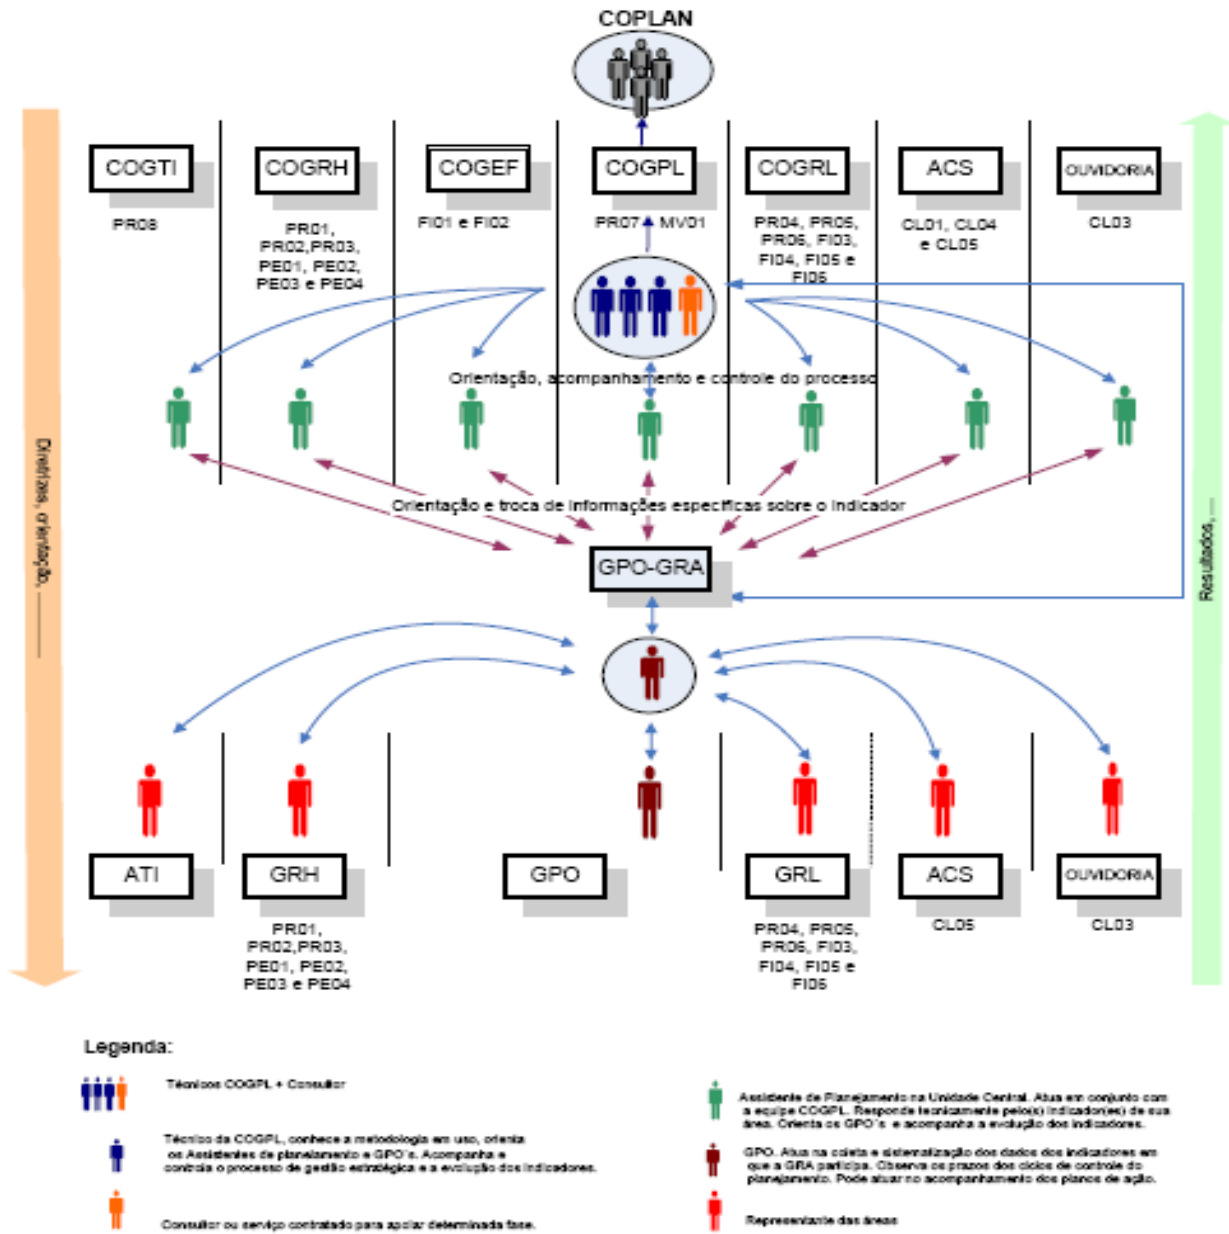 COPLAN
COGTI
COGRH
COGEF
COGPL
COGRL
ACS
OUVIDORIA
PR08
PR01,
PR02,PR03,
PE01, PE02,
PE03 e PE04
FI01 e FI02
PR07 MV01
PR04, PR05,
PR06, FI03,
FI04, FI05 e
FI06
CL01, CL04
e CL05
CL03
Orientação, acompanhamento e controle do processo
Diretrizes, orientação, ............
Resultados, .....
Orientação e troca de informações específicas sobre o Indicador
GPO-GRA
ATI
GRH
GPO
GRL
ACS
OUVIDORIA
PR01,
PR02,PR03,
PE01, PE02,
PE03 e PE04
PR04, PR05,
PR06, FI03,
FI04, FI05 e
FI06
CL05
CL03
Legenda:
Técnicos COGPL + Consultor
Técnico da COGPL, conhece a metodologia em uso, orienta
os Assistentes de planejamento e GPO´s. Acompanha e
controla o processo de gestão estratégica e a evolução dos indicadores.
Consultor ou serviço contratado para apoiar determinada fase.
Assistente de Planejamento na Unidade Central. Atua em conjunto com
a equipe COGPL. Responde tecnicamente pelo(s) indicador(es) de sua
área. Orienta os GPO´s e acompanha a evolução dos indicadores.
GPO. Atua na coleta e sistematização dos dados dos indicadores em
que a GRA participa. Observa os prazos dos ciclos de controle do
planejamento. Pode atuar no acompanhamento dos planos de ação.
Representante das áreas